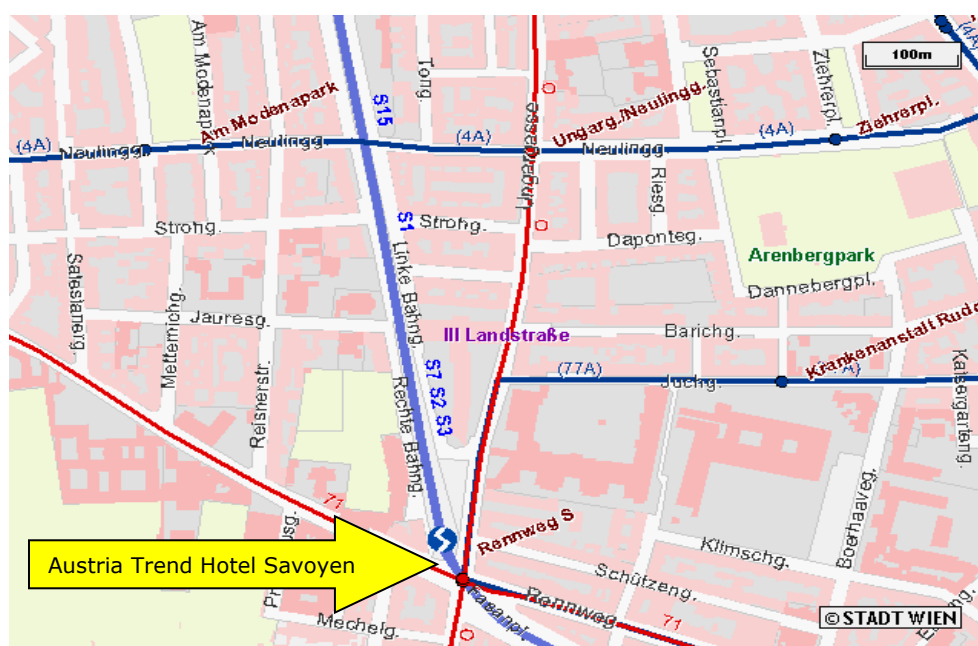 (4A)
100m
Am Modenapark
Tong.
S15
Am Modenapark
Ungarg./Neulingg.
Sebastianpl.
Ziehrerpl.
Ziehrerpl.
(4A)
Neulingg.
Neulingg.
(4A)
Ungargasse
O
Neulingg.
(4A)
Strohg.
S1
Strohg.
O
Riesg.
Daponteg.
Arenbergpark
Dannebergpl.
Salesianerg.
Metternichg.
Jauresg.
Linke Bahng.
III Landstraße
Barichg.
Krankenanstalt Rudo
(77A)
Juchg.
Reisnerstr.
Rechte Bahng.
S7 S2 S3
Kaisergarteng.
Boerhaaveg.
71
Rennweg S
Klimschg.
Schützeng.
Austria Trend Hotel Savoyen
Rennweg
71
Mechelg.
O
© STADT WIEN